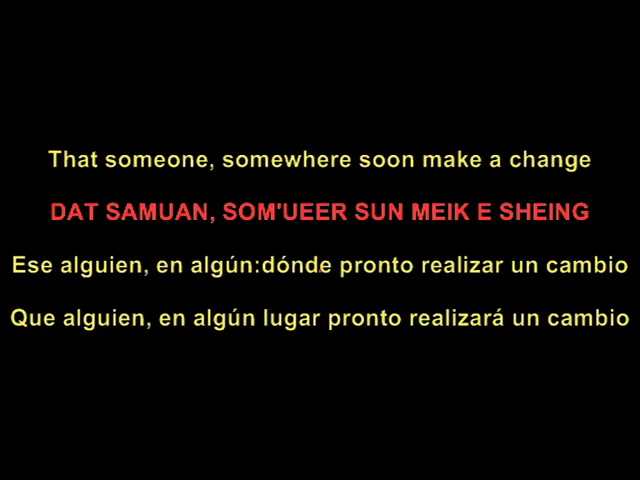 That someone, somewhere soon make a change
DAT SAMUAN, SOM'UEER SUN MEIK E SHEING
Ese alguien, en algún:dónde pronto realizar un cambio
Que alguien, en algún lugar pronto realizará un cambio